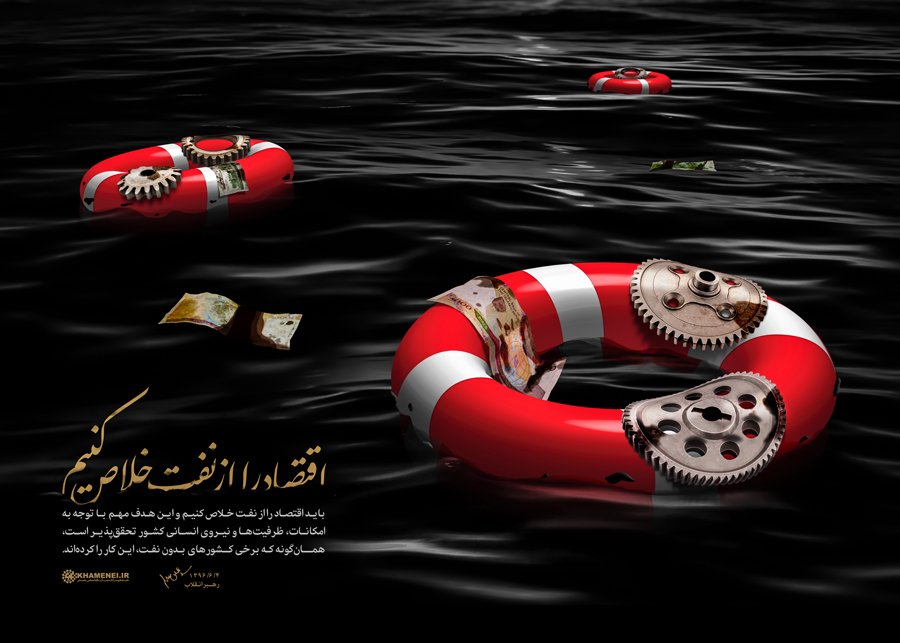 اقتصاد را از نفت خلاص کنیم
باید اقتصاد را از نفت خلاص کنیم و این هدف مهم با توجه به
امکانات، ظرفیت‌ها و نیروی انسانی کشور تحقق‌پذیر است،
همان‌گونه که برخی کشورهای بدون نفت، این کار را کرده‌اند.
۱۳۹۶/۶/۴
رهبر انقلاب
KHAMENEI.IR